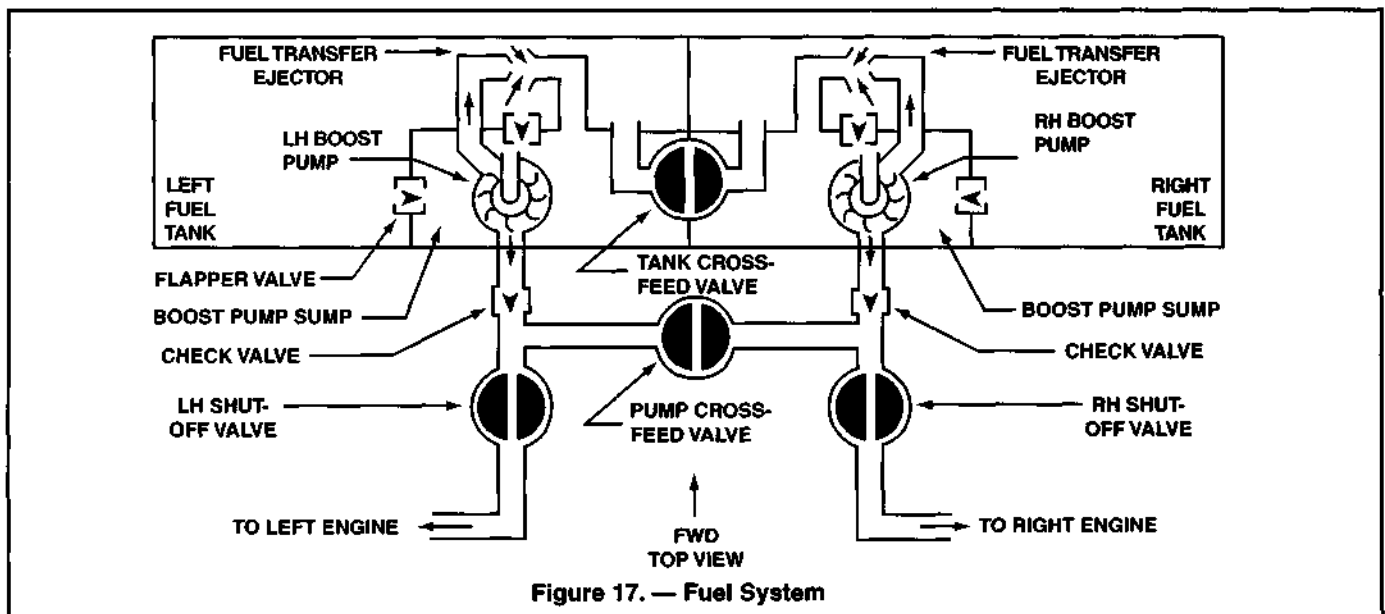 FUEL TRANSFER
EJECTOR
FUEL TRANSFER
EJECTOR
LH BOOST
PUMP
RH BOOST
PUMP
LEFT
FUEL
TANK
RIGHT
FUEL
TANK
FLAPPER VALVE
TANK CROSS-
FEED VALVE
BOOST PUMP SUMP
BOOST PUMP SUMP
CHECK VALVE
CHECK VALVE
LH SHUT-
OFF VALVE
PUMP CROSS-
FEED VALVE
RH SHUT-
OFF VALVE
TO LEFT ENGINE
FWD
TOP VIEW
TO RIGHT ENGINE
Figure 17. — Fuel System